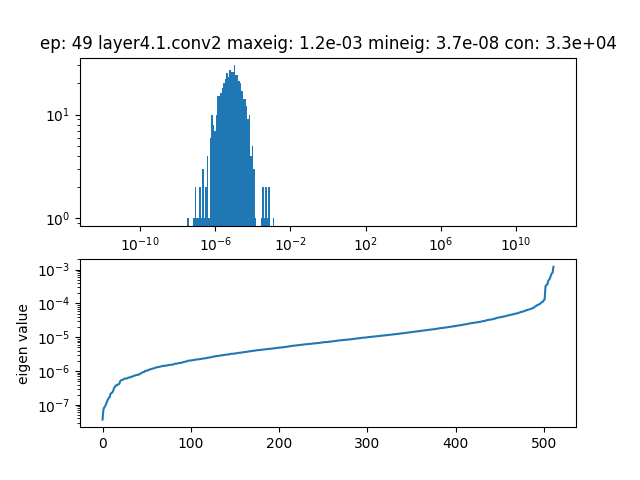 ep: 49 layer4.1.conv2 maxeig: 1.2e-03 mineig: 3.7e-08 con: 3.3e+04
10¹
10⁰
10⁻¹⁰ 10⁻⁶ 10⁻² 10² 10⁶ 10¹⁰
10⁻³
10⁻⁴
10⁻⁵
10⁻⁶
10⁻⁷
eigen value
0 100 200 300 400 500